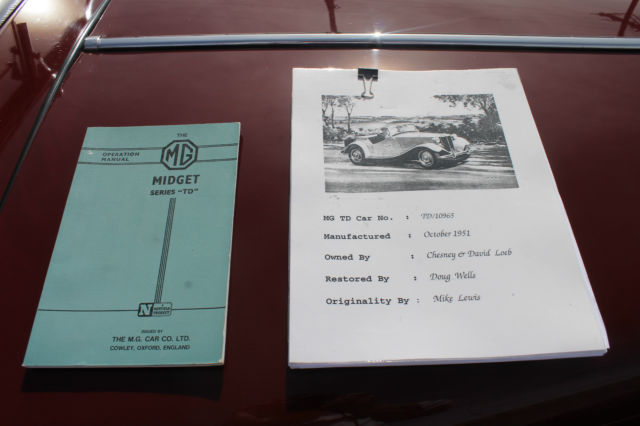 THE
OPERATION
MANUAL
MG
MIDGET
SERIES "TD"
N
NUFFIELD
PRODUCT
ISSUED BY
THE M.G. CAR CO. LTD.
COWLEY, OXFORD, ENGLAND
MG TD Car No. : TD/10965
Manufactured : October 1951
Owned By : Chesney & David Loeb
Restored By : Doug Wells
Originality By : Mike Lewis